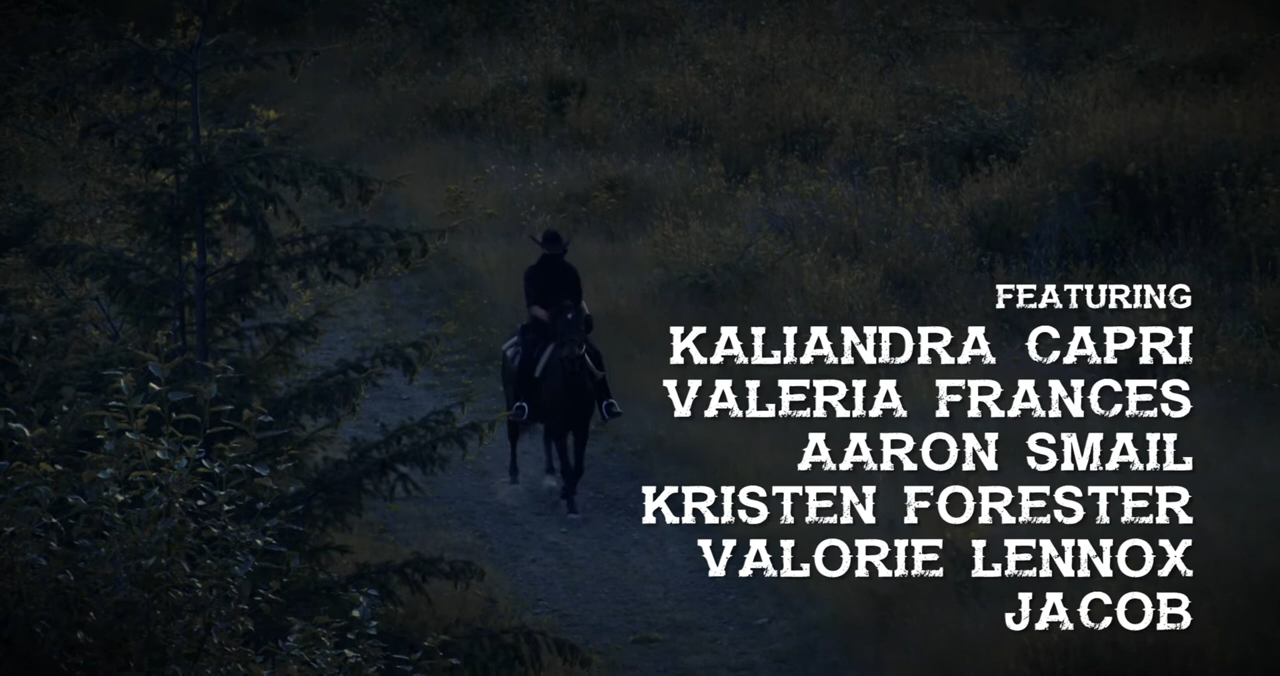 FEATURING
KALIANDRA CAPRI
VALERIA FRANCES
AARON SMAIL
KRISTEN FORESTER
VALORIE LENNOX
JACOB